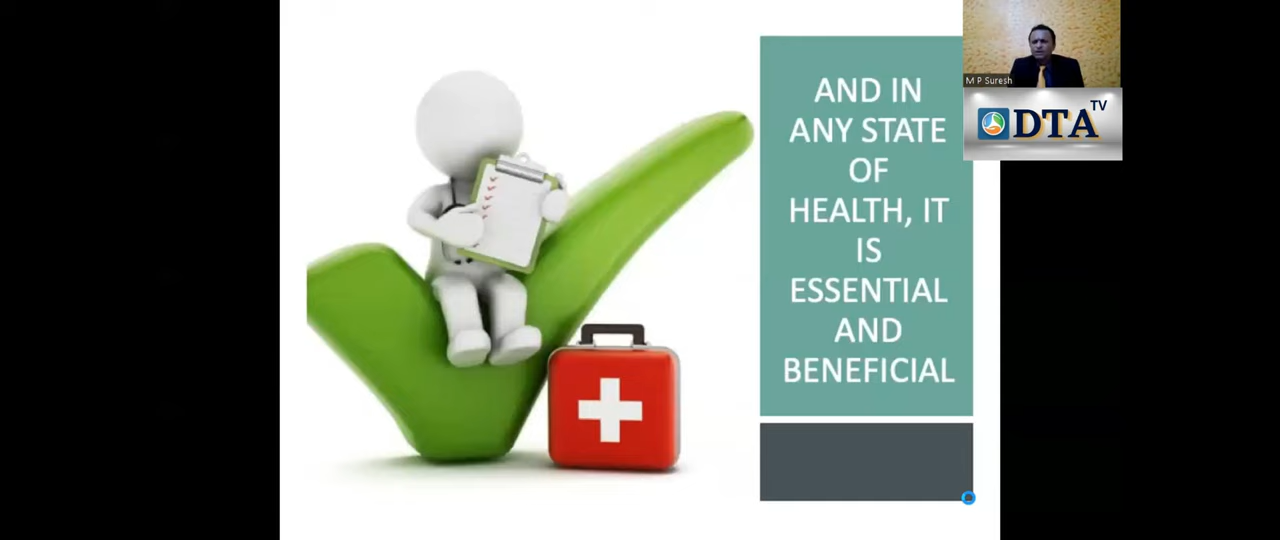 AND IN
ANY STATE
OF
HEALTH, IT
IS
ESSENTIAL
AND
BENEFICIAL
M P Suresh
DTA TV